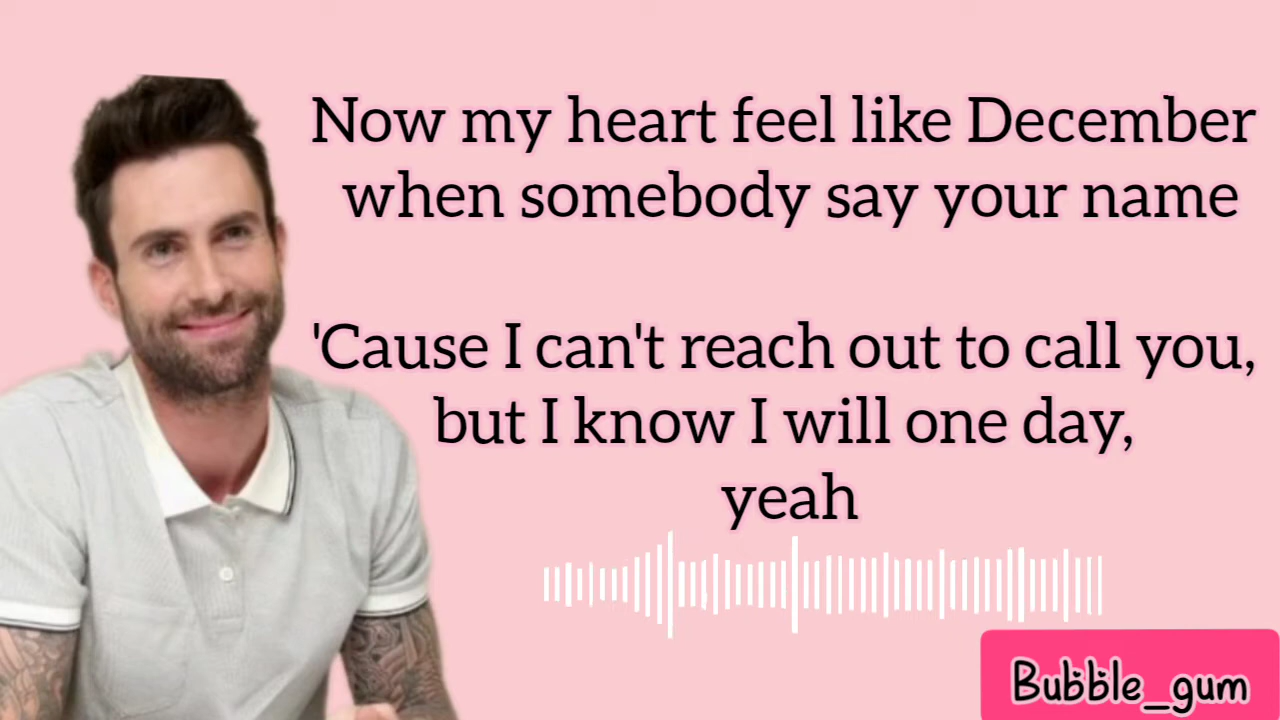 Now my heart feel like December
when somebody say your name
'Cause I can't reach out to call you,
but I know I will one day,
yeah
Bubble_gum